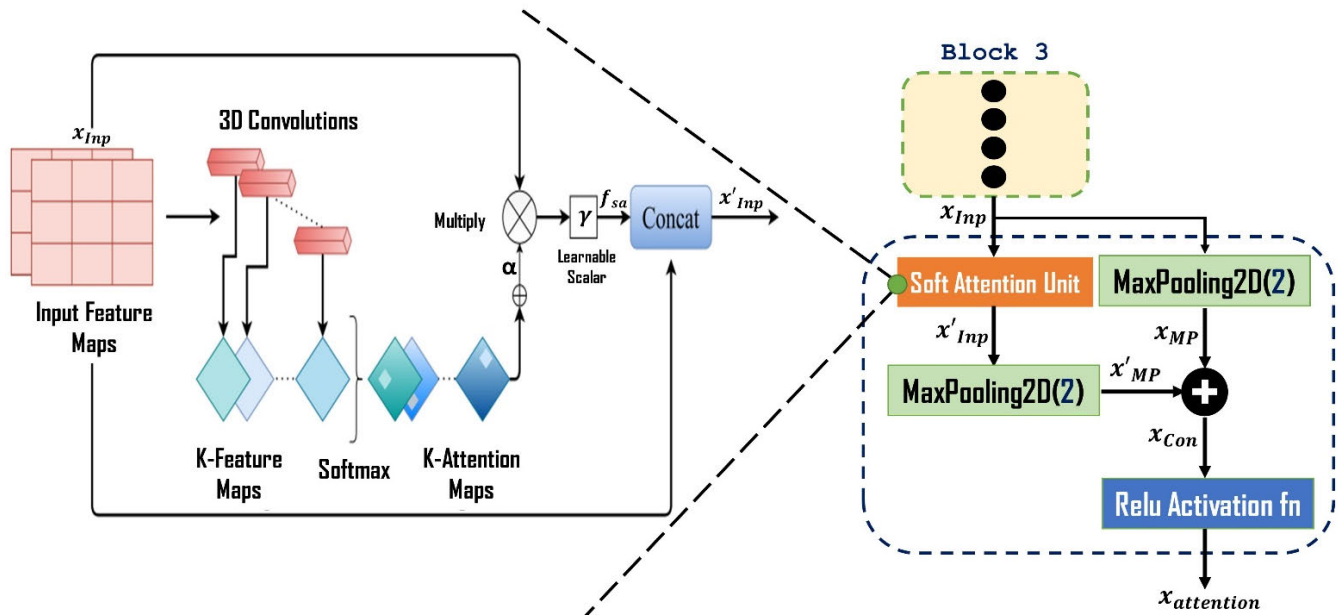 x_Inp
3D Convolutions
Input Feature
Maps
K-Feature
Maps
Softmax
K-Attention
Maps
α
Multiply
γ
Learnable
Scalar
f_sa
Concat
x'_Inp
Block 3
x_Inp
Soft Attention Unit
MaxPooling2D(2)
x'_Inp
x_MP
MaxPooling2D(2)
x'_MP
x_Con
Relu Activation fn
x_attention